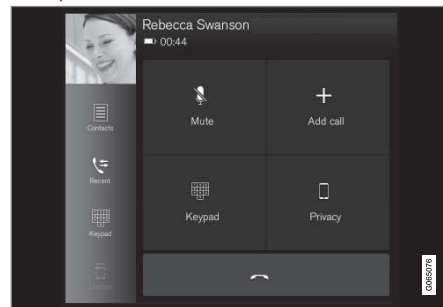 Rebecca Swanson
00:44
Contacts
Recent
Keypad
Mute
Add call
Keypad
Privacy
G065076